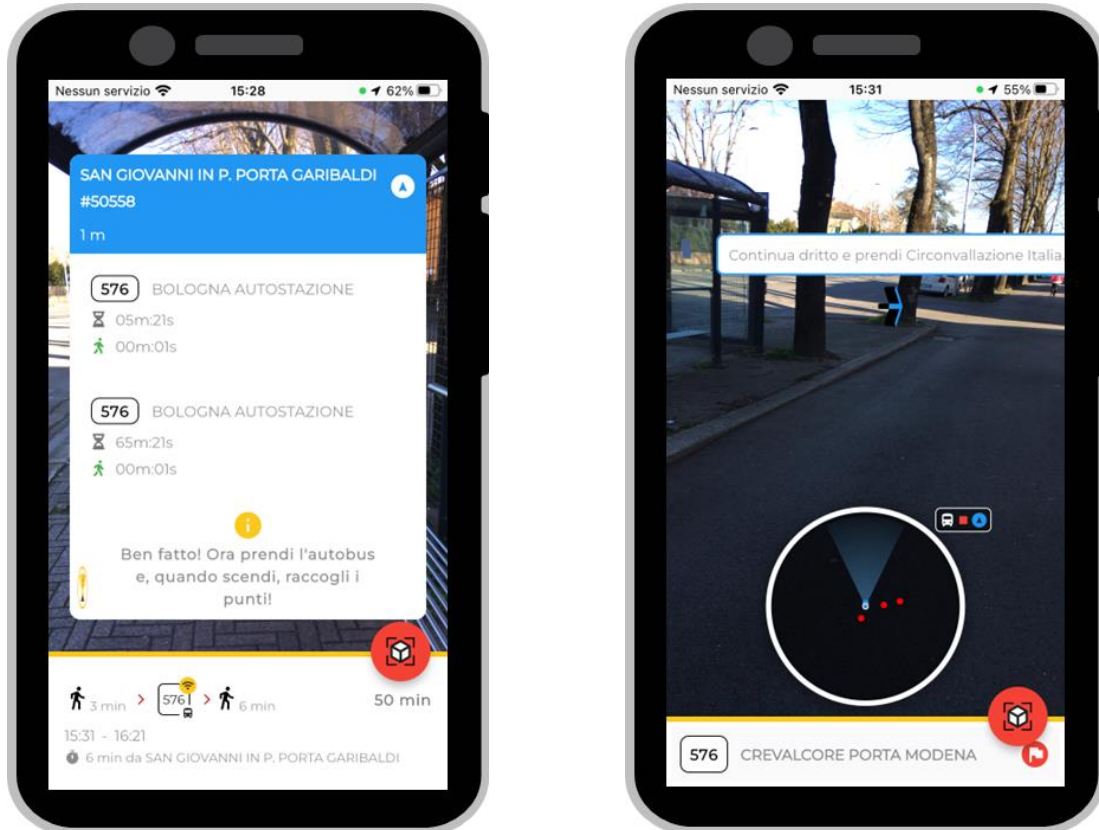 Nessun servizio 15:28 62%
SAN GIOVANNI IN P. PORTA GARIBALDI
#50558
1 m
576 BOLOGNA AUTOSTAZIONE
05m:21s
00m:01s
576 BOLOGNA AUTOSTAZIONE
65m:21s
00m:01s
i
Ben fatto! Ora prendi l'autobus
e, quando scendi, raccogli i
punti!
3 min > 576 > 6 min 50 min
15:31 - 16:21
6 min da SAN GIOVANNI IN P. PORTA GARIBALDI
Nessun servizio 15:31 55%
Continua dritto e prendi Circonvallazione Italia.
576 CREVALCORE PORTA MODENA